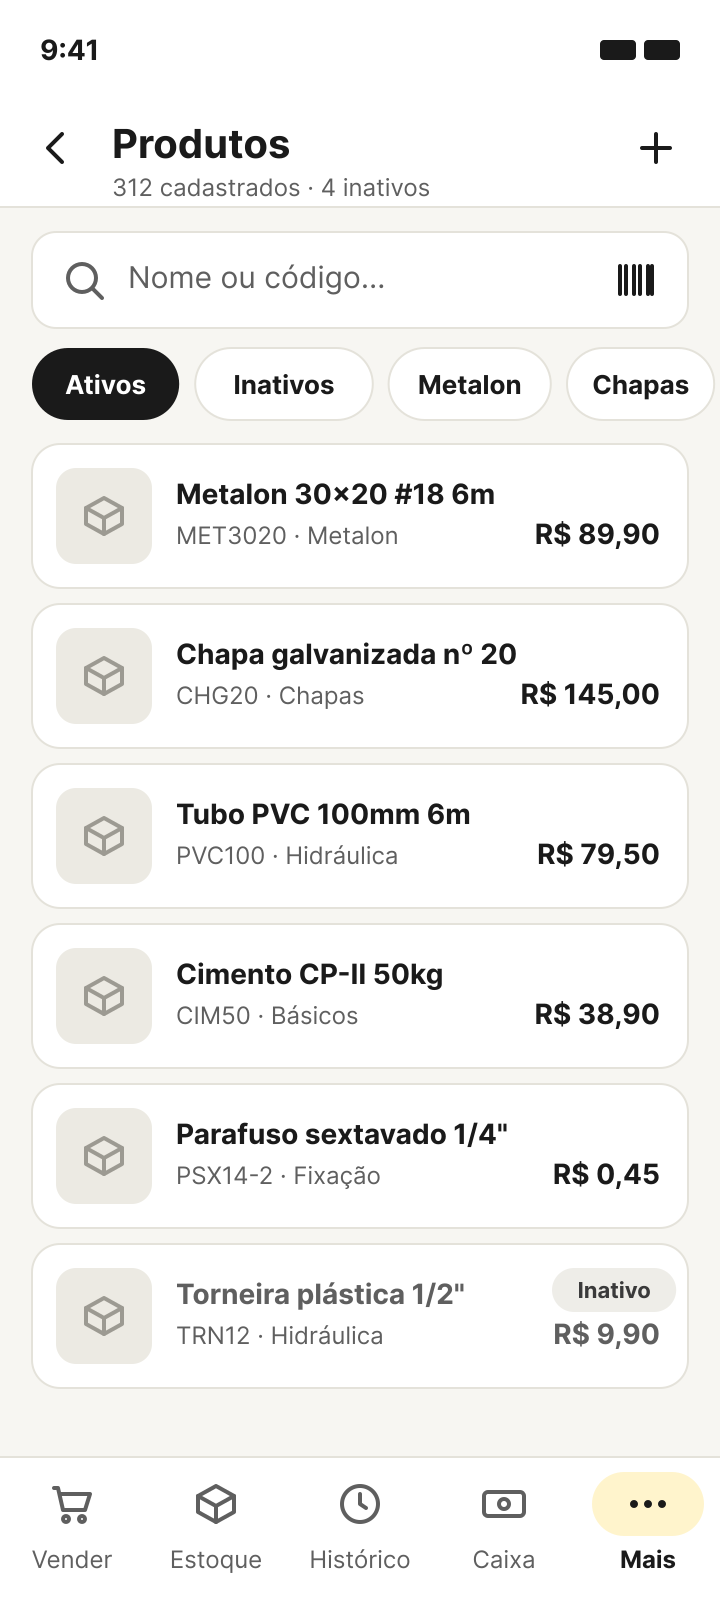 9:41
Produtos
312 cadastrados · 4 inativos
Nome ou código...
Ativos
Inativos
Metalon
Chapas
Metalon 30×20 #18 6m
MET3020 · Metalon
R$ 89,90
Chapa galvanizada nº 20
CHG20 · Chapas
R$ 145,00
Tubo PVC 100mm 6m
PVC100 · Hidráulica
R$ 79,50
Cimento CP-II 50kg
CIM50 · Básicos
R$ 38,90
Parafuso sextavado 1/4"
PSX14-2 · Fixação
R$ 0,45
Torneira plástica 1/2"
Inativo
TRN12 · Hidráulica
R$ 9,90
Vender
Estoque
Histórico
Caixa
Mais